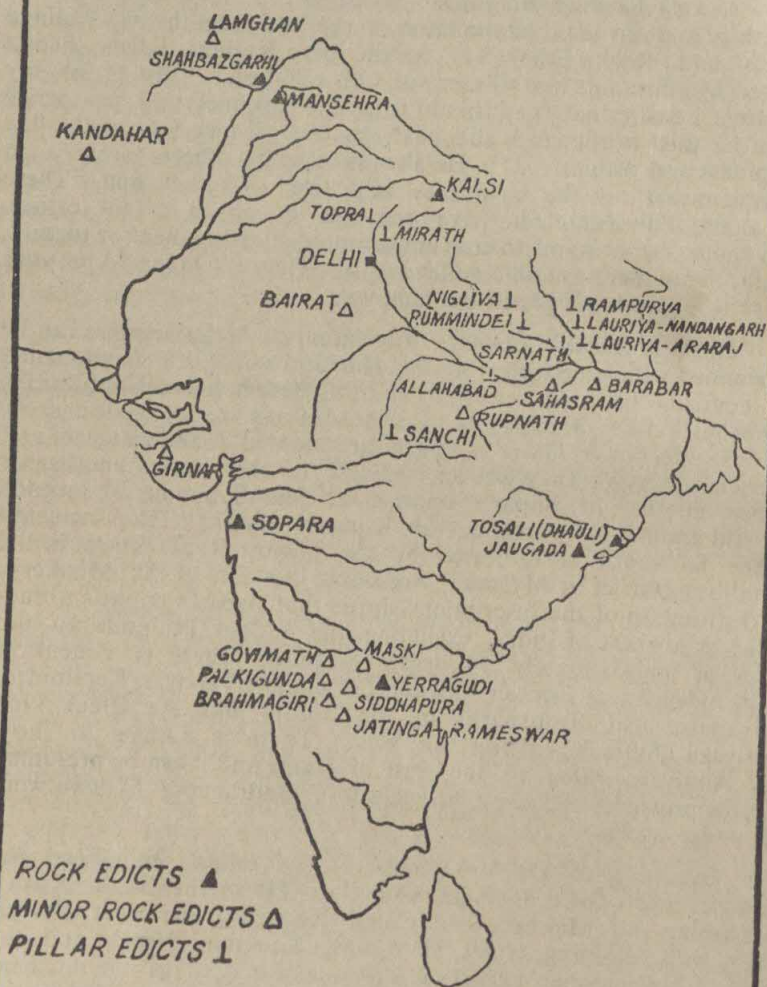 LAMGHAN
SHAHBAZGARHI
MANSEHRA
KANDAHAR
KALSI
TOPRA
MIRATH
DELHI
BAIRAT
NIGLIVA
RAMPURVA
RUMMINDEI
LAURIYA-NANDANGARH
LAURIYA-ARARAJ
SARNATH
ALLAHABAD
SAHASRAM
BARABAR
RUPNATH
SANCHI
GIRNAR
SOPARA
TOSALI (DHAULI)
JAUGADA
GOVIMATH
MASKI
PALKIGUNDA
YERRAGUDI
BRAHMAGIRI
SIDDHAPURA
JATINGA-RAMESWAR
ROCK EDICTS
MINOR ROCK EDICTS
PILLAR EDICTS